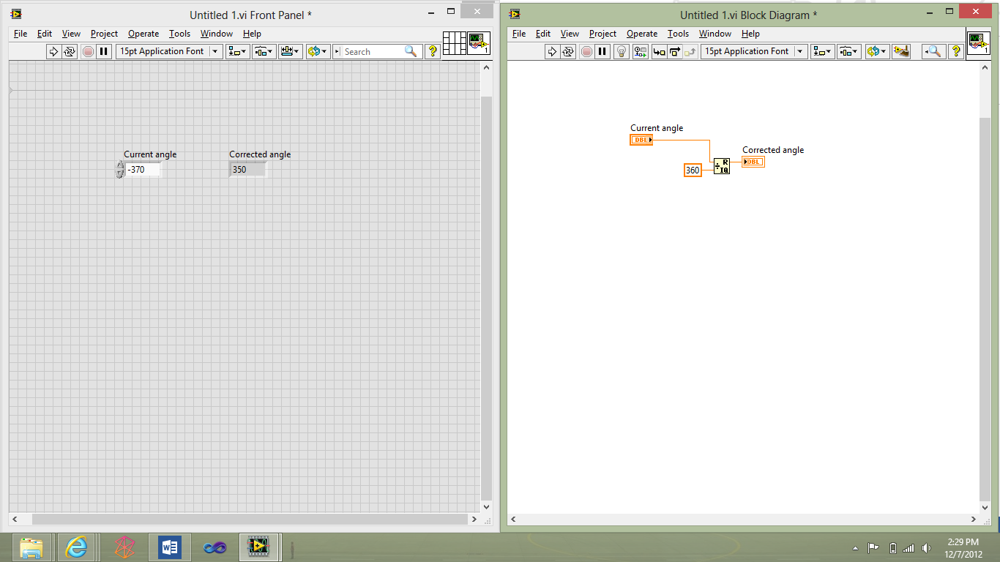 Untitled 1.vi Front Panel *
File Edit View Project Operate Tools Window Help
15pt Application Font
Search
?
1
Current angle
-370
Corrected angle
350
Untitled 1.vi Block Diagram *
File Edit View Project Operate Tools Window Help
15pt Application Font
?
1
Current angle
DBL
Corrected angle
DBL
360
R
IQ
2:29 PM
12/7/2012